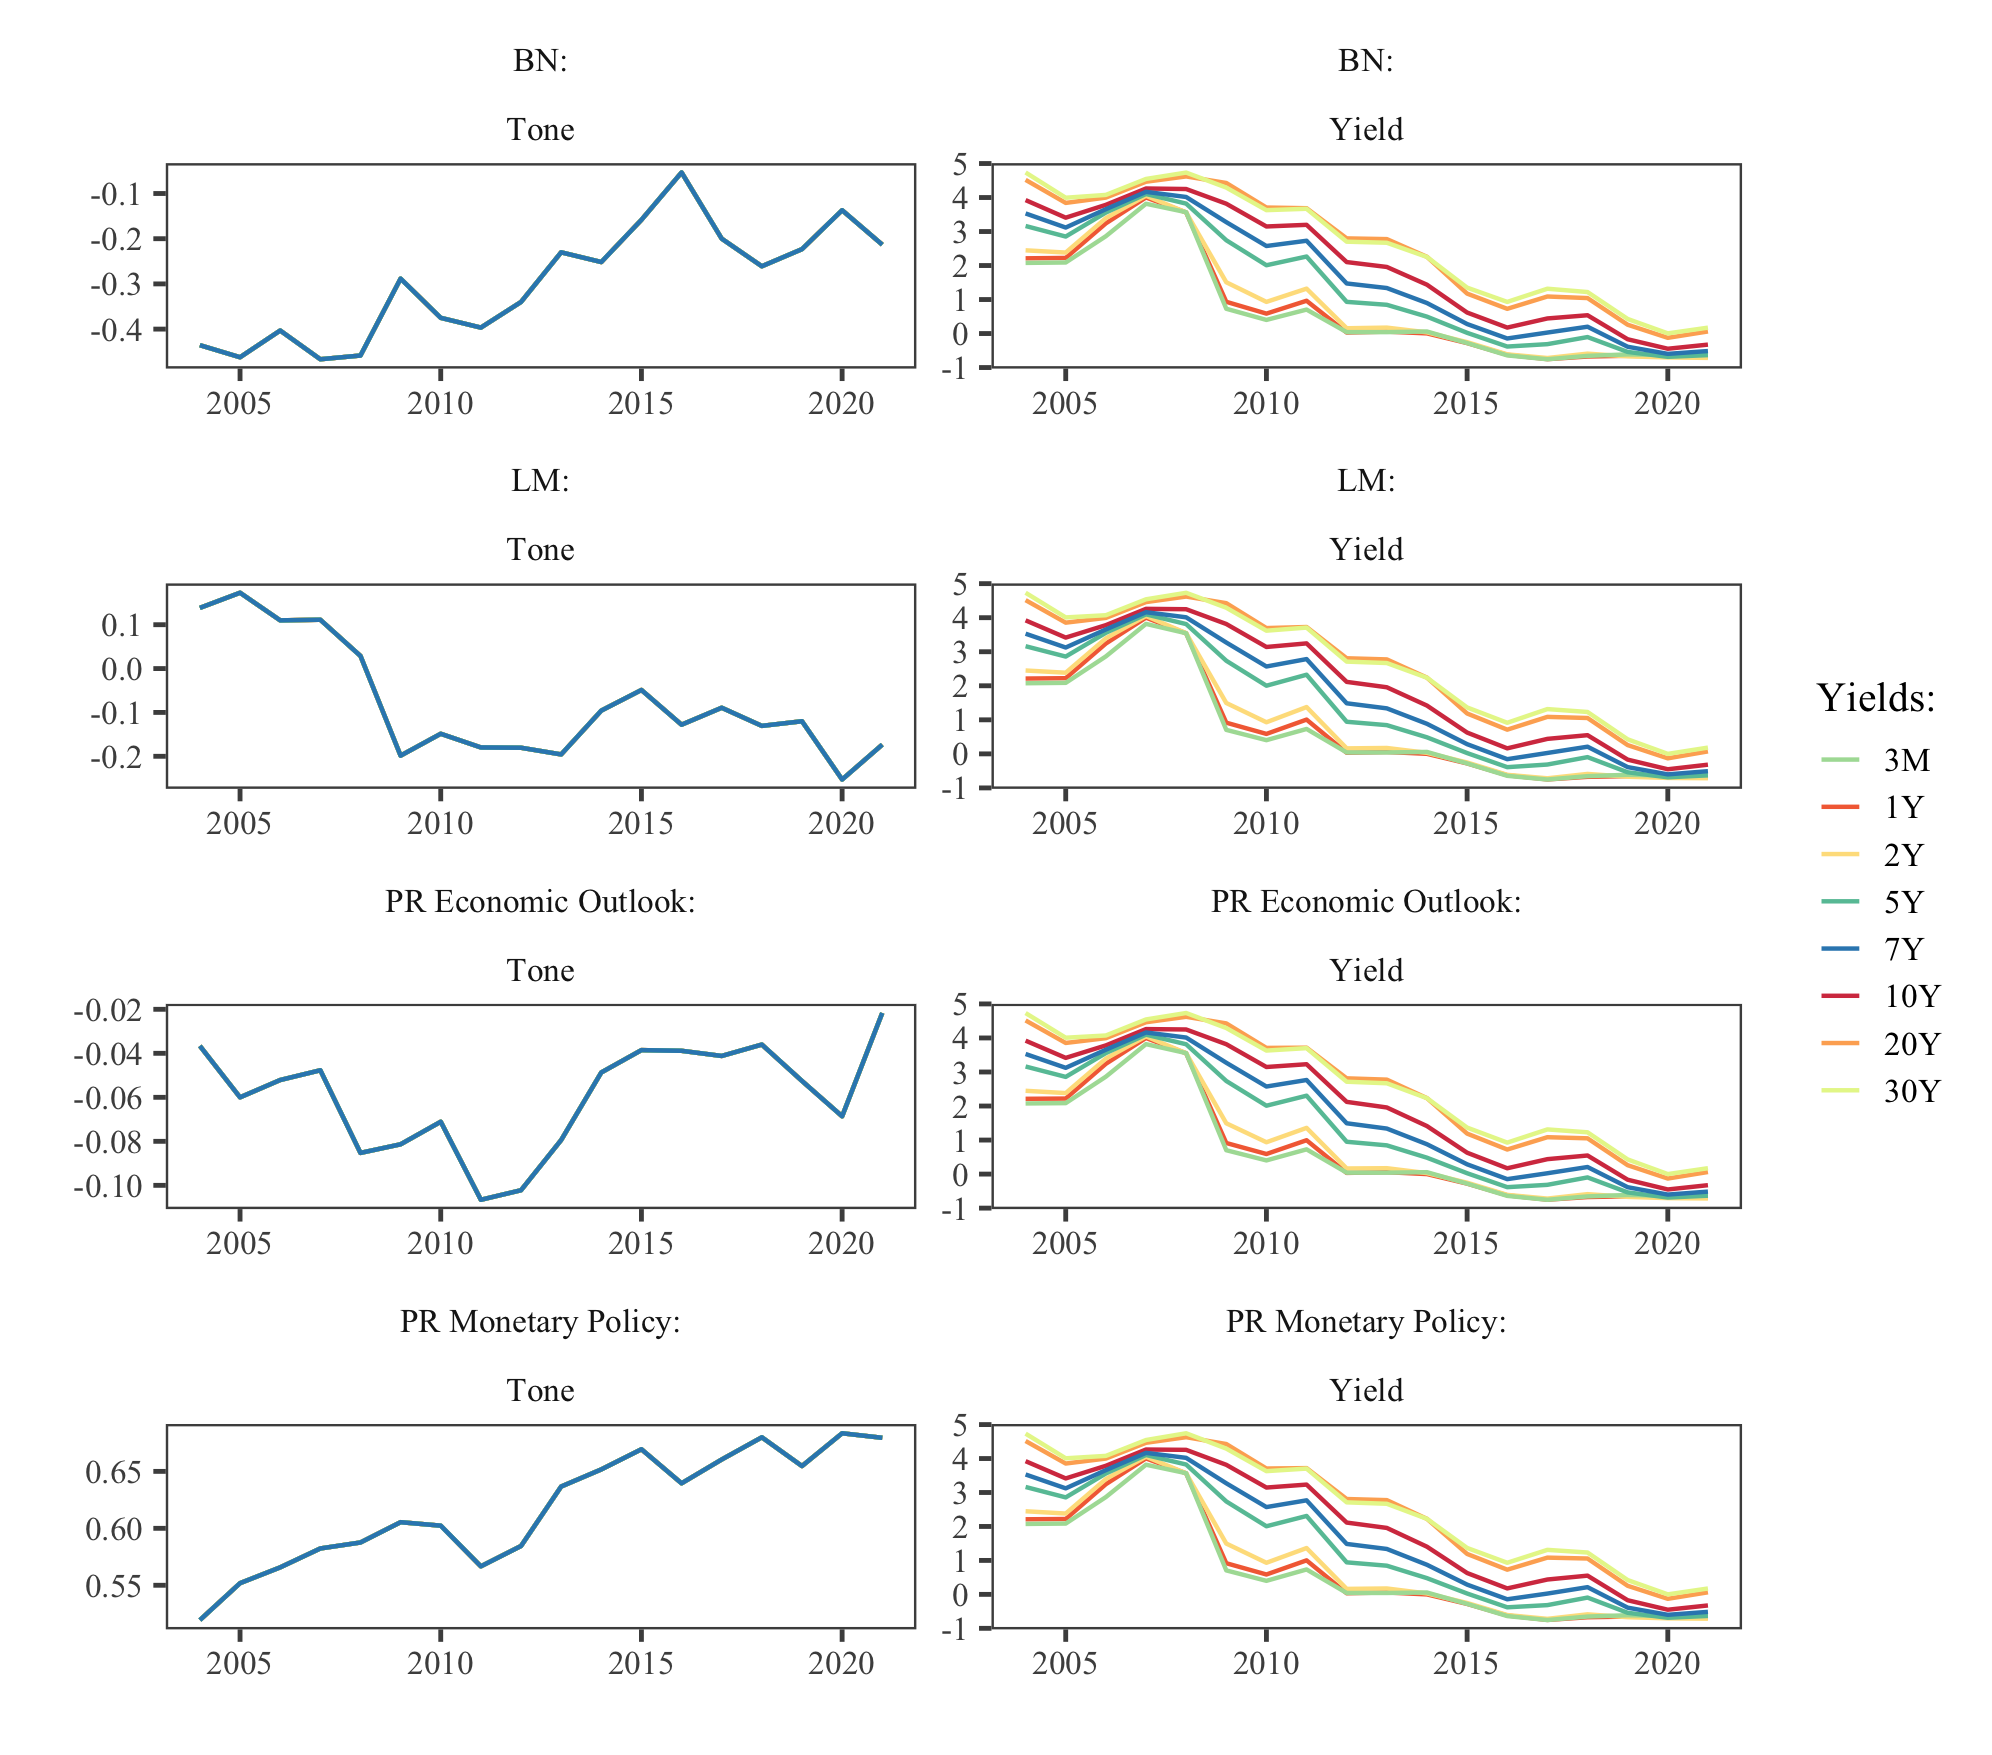 BN:
BN:
Tone
Yield
-0.1
-0.2
-0.3
-0.4
2005 2010 2015 2020
5
4
3
2
1
0
-1
2005 2010 2015 2020
LM:
LM:
Tone
Yield
0.1
0.0
-0.1
-0.2
2005 2010 2015 2020
5
4
3
2
1
0
-1
2005 2010 2015 2020
PR Economic Outlook:
PR Economic Outlook:
Tone
Yield
-0.02
-0.04
-0.06
-0.08
-0.10
2005 2010 2015 2020
5
4
3
2
1
0
-1
2005 2010 2015 2020
PR Monetary Policy:
PR Monetary Policy:
Tone
Yield
0.65
0.60
0.55
2005 2010 2015 2020
5
4
3
2
1
0
-1
2005 2010 2015 2020
Yields:
3M
1Y
2Y
5Y
7Y
10Y
20Y
30Y